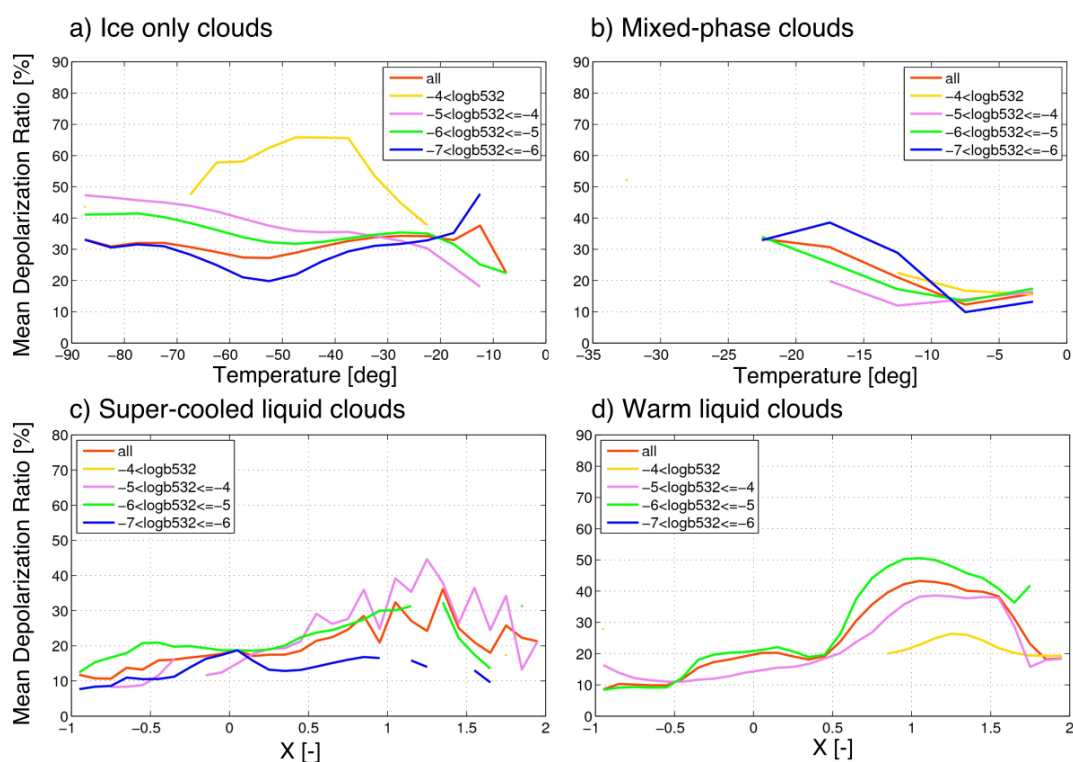 a) Ice only clouds
Mean Depolarization Ratio [%]
90
80
70
60
50
40
30
20
10
0
all
−4<logb532
−5<logb532<=−4
−6<logb532<=−5
−7<logb532<=−6
−90 −80 −70 −60 −50 −40 −30 −20 −10 0
Temperature [deg]
b) Mixed-phase clouds
90
80
70
60
50
40
30
20
10
0
all
−4<logb532
−5<logb532<=−4
−6<logb532<=−5
−7<logb532<=−6
−35 −30 −25 −20 −15 −10 −5 0
Temperature [deg]
c) Super-cooled liquid clouds
Mean Depolarization Ratio [%]
80
70
60
50
40
30
20
10
0
all
−4<logb532
−5<logb532<=−4
−6<logb532<=−5
−7<logb532<=−6
−1 −0.5 0 0.5 1 1.5 2
X [-]
d) Warm liquid clouds
90
80
70
60
50
40
30
20
10
0
all
−4<logb532
−5<logb532<=−4
−6<logb532<=−5
−7<logb532<=−6
−1 −0.5 0 0.5 1 1.5 2
X [-]